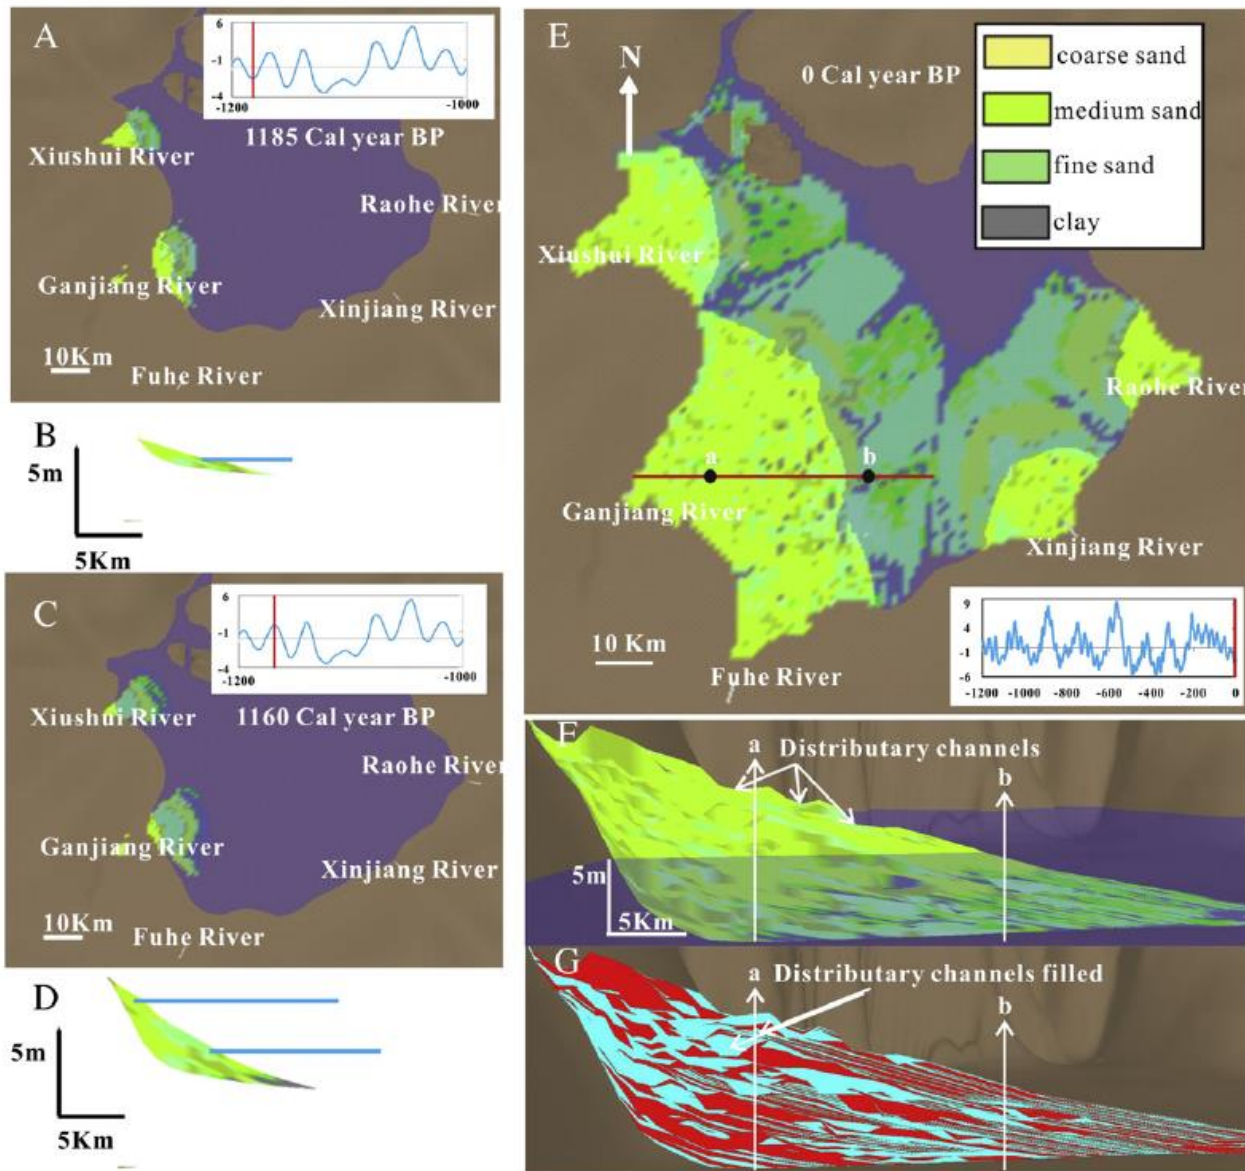 A
6
-1
-4
-1200
-1000
1185 Cal year BP
Xiushui River
Raohe River
Ganjiang River
Xinjiang River
10Km
Fuhe River
B
5m
5Km
C
6
-1
-4
-1200
-1000
1160 Cal year BP
Xiushui River
Raohe River
Ganjiang River
Xinjiang River
10Km
Fuhe River
D
5m
5Km
E
N
0 Cal year BP
coarse sand
medium sand
fine sand
clay
Xiushui River
Raohe River
a
b
Ganjiang River
Xinjiang River
10 Km
Fuhe River
9
4
-1
-6
-1200
-1000
-800
-600
-400
-200
0
F
a
Distributary channels
b
5m
5Km
G
a
Distributary channels filled
b